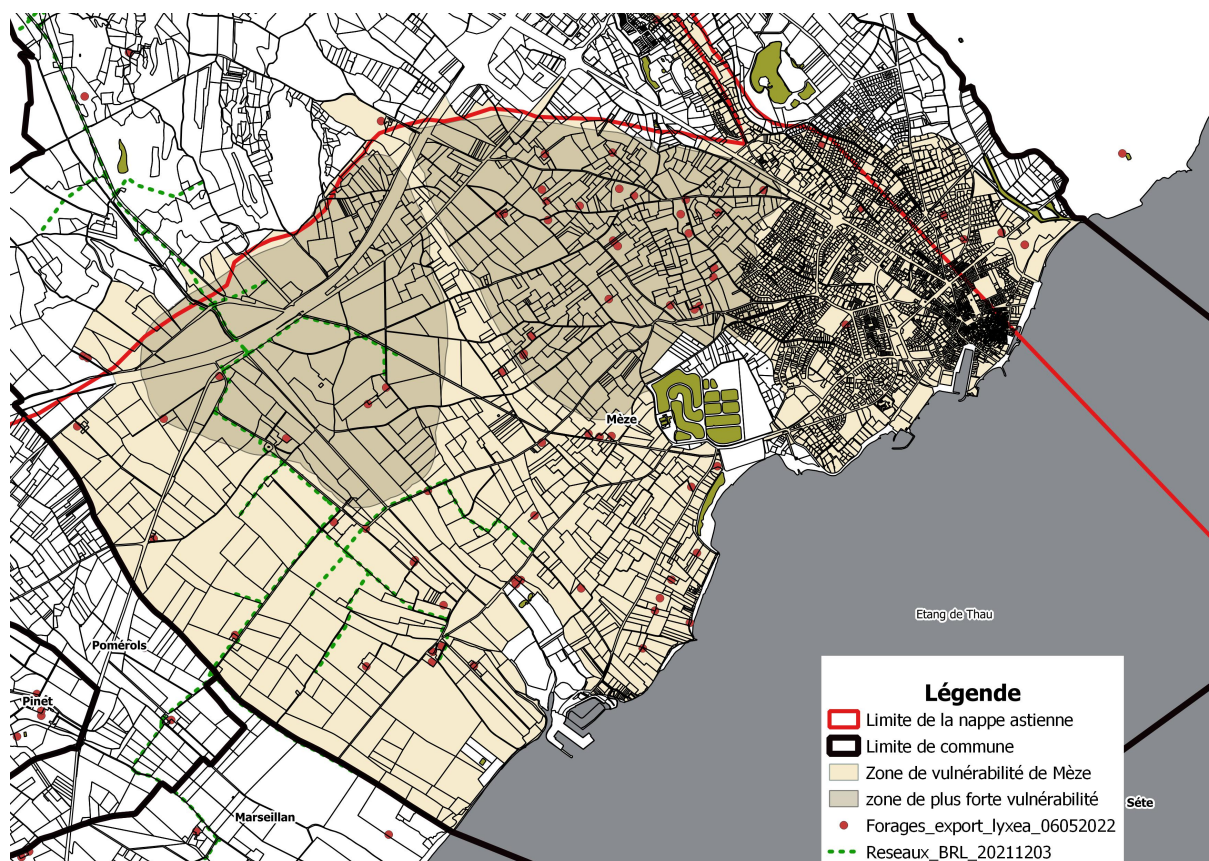 Mèze
Etang de Thau
Pomérols
Pinet
Marseillan
Séte
Légende
Limite de la nappe astienne
Limite de commune
Zone de vulnérabilité de Mèze
zone de plus forte vulnérabilité
Forages_export_lyxea_06052022
Reseaux_BRL_20211203